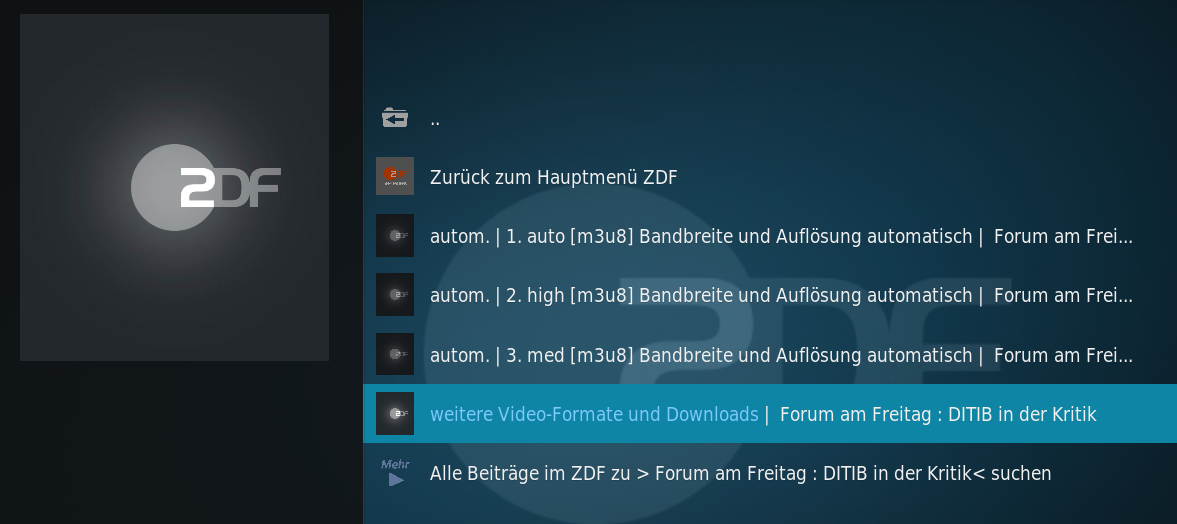 ZDF
..
Zurück zum Hauptmenü ZDF
autom. | 1. auto [m3u8] Bandbreite und Auflösung automatisch | Forum am Frei...
autom. | 2. high [m3u8] Bandbreite und Auflösung automatisch | Forum am Frei...
autom. | 3. med [m3u8] Bandbreite und Auflösung automatisch | Forum am Frei...
weitere Video-Formate und Downloads | Forum am Freitag : DITIB in der Kritik
Mehr
Alle Beiträge im ZDF zu > Forum am Freitag : DITIB in der Kritik< suchen